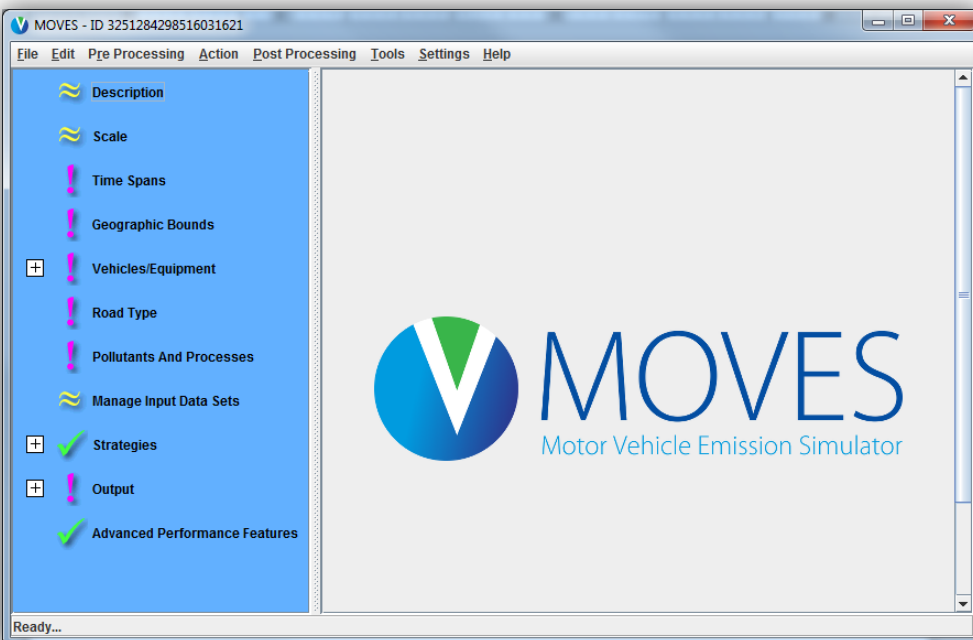 MOVES - ID 3251284298516031621
File Edit Pre Processing Action Post Processing Tools Settings Help
Description
Scale
Time Spans
Geographic Bounds
Vehicles/Equipment
Road Type
Pollutants And Processes
Manage Input Data Sets
Strategies
Output
Advanced Performance Features
MOVES
Motor Vehicle Emission Simulator
Ready...